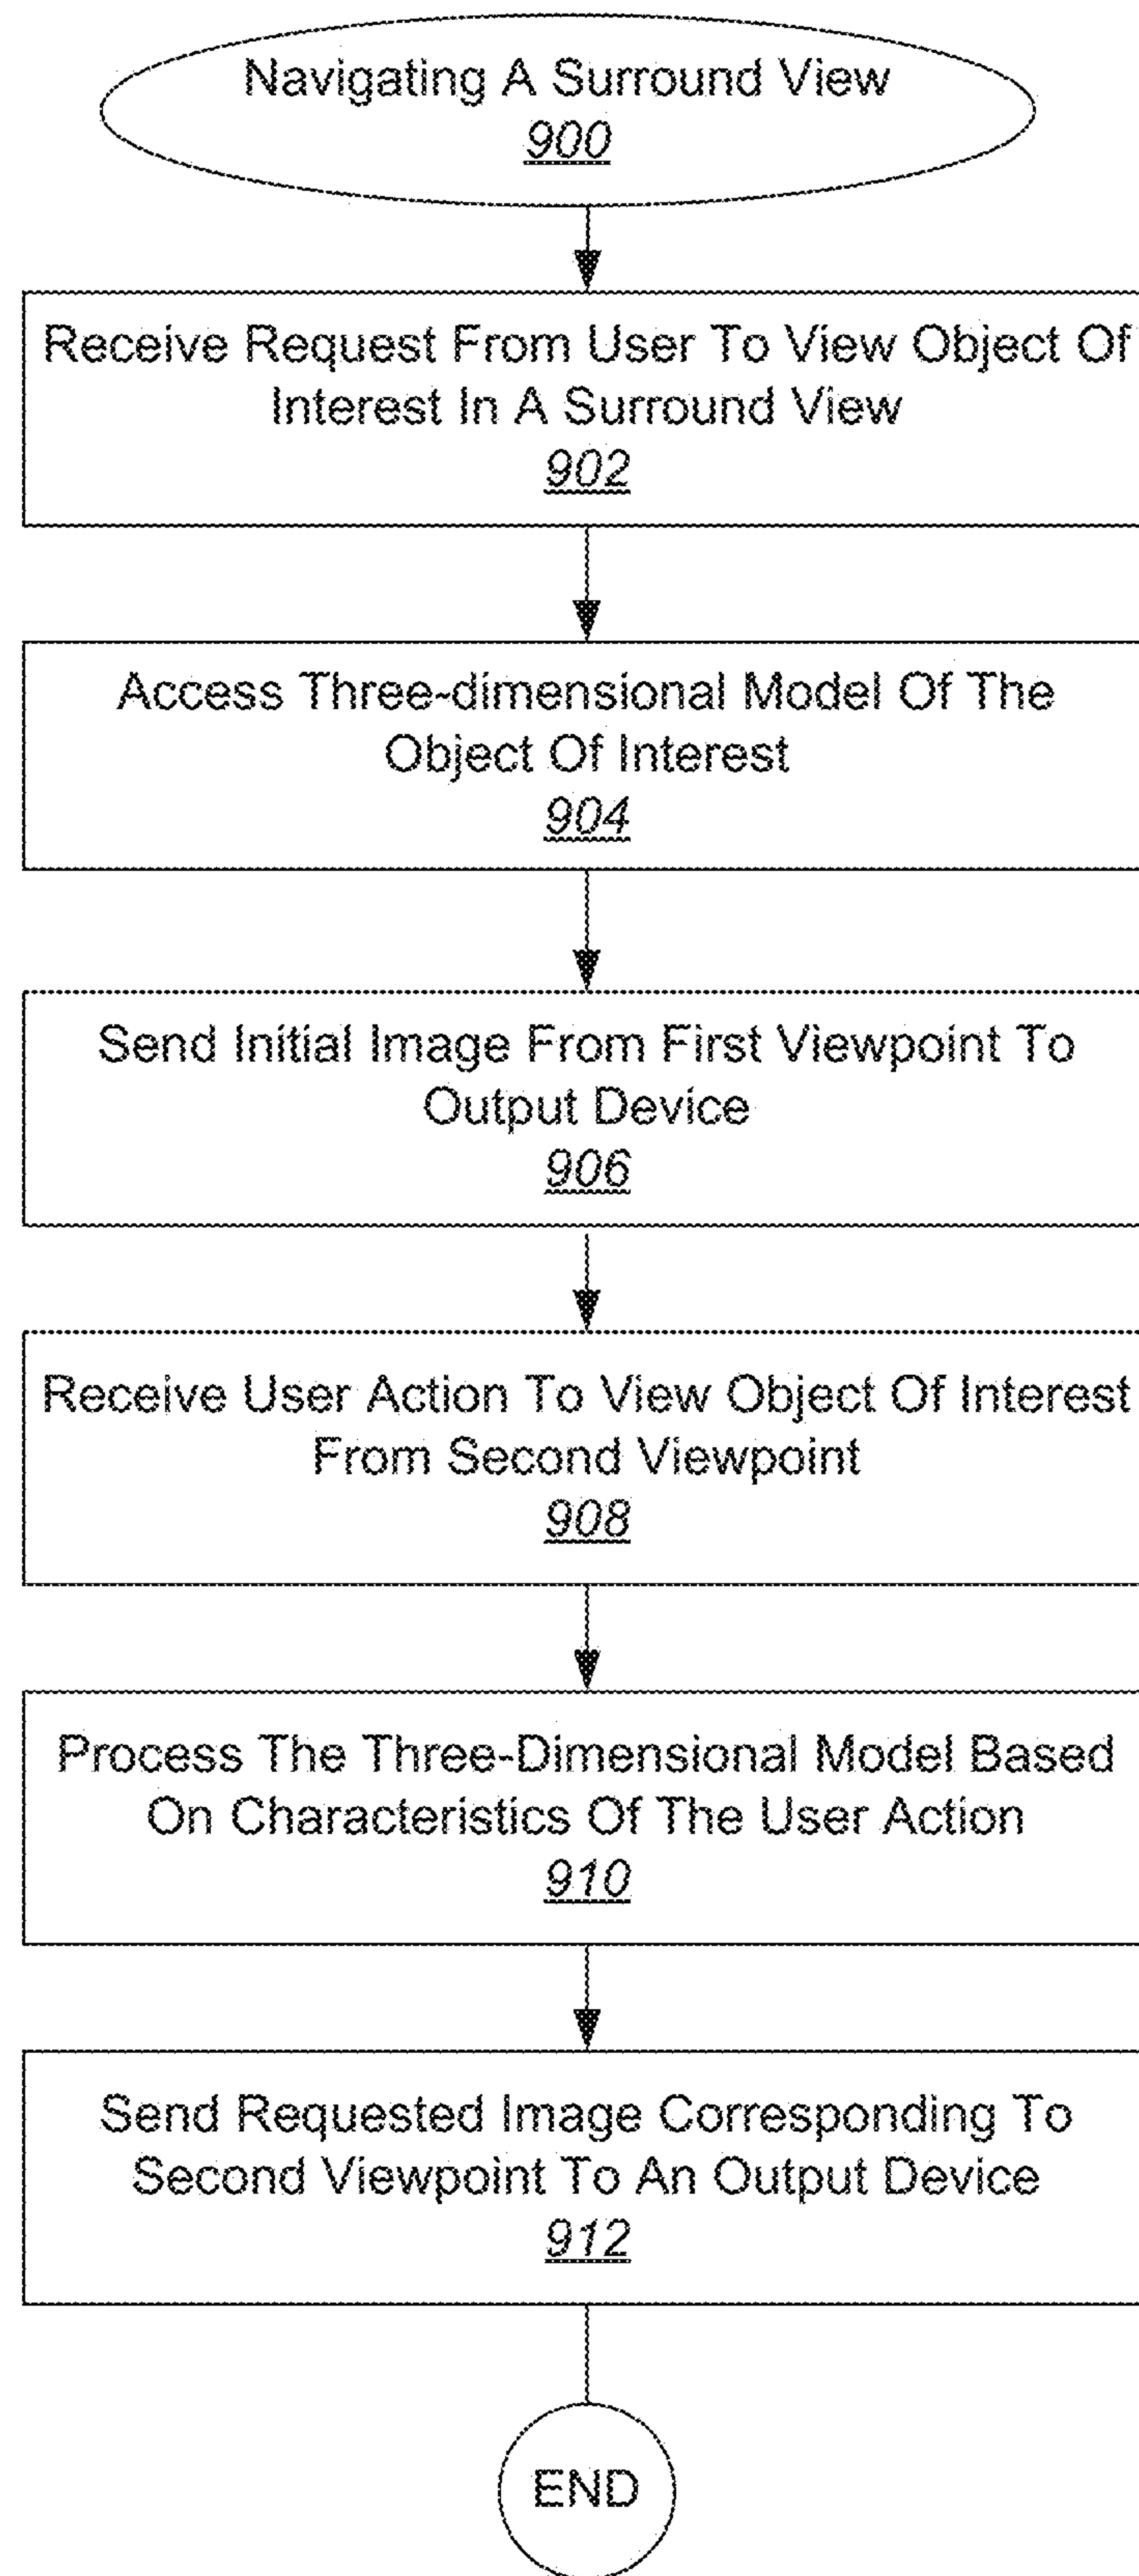 Navigating A Surround View
900
Receive Request From User To View Object Of
Interest In A Surround View
902
Access Three-dimensional Model Of The
Object Of Interest
904
Send Initial Image From First Viewpoint To
Output Device
906
Receive User Action To View Object Of Interest
From Second Viewpoint
908
Process The Three-Dimensional Model Based
On Characteristics Of The User Action
910
Send Requested Image Corresponding To
Second Viewpoint To An Output Device
912
END